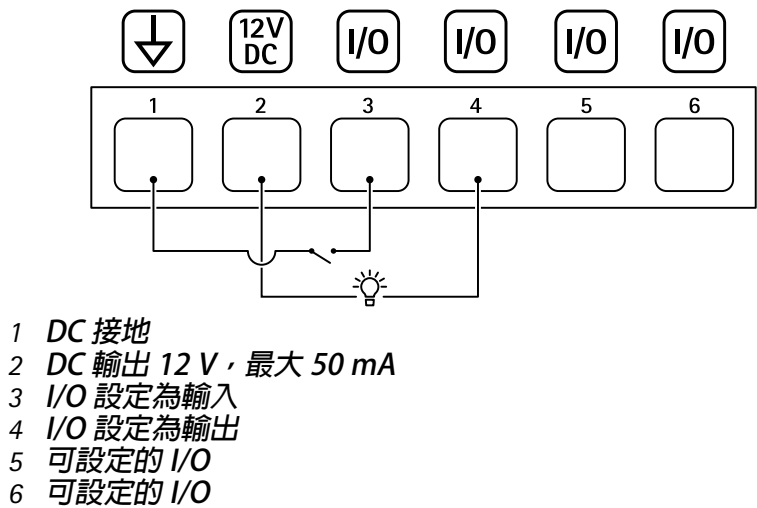 12V DC I/O I/O I/O I/O
1 2 3 4 5 6
1 DC 接地
2 DC 輸出 12 V，最大 50 mA
3 I/O 設定為輸入
4 I/O 設定為輸出
5 可設定的 I/O
6 可設定的 I/O